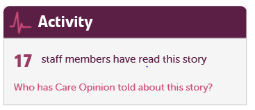 Activity
17 staff members have read this story
Who has Care Opinion told about this story?